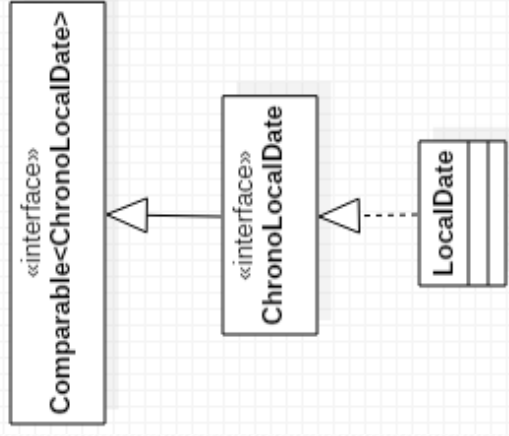 «interface»
Comparable<ChronoLocalDate>
«interface»
ChronoLocalDate
LocalDate